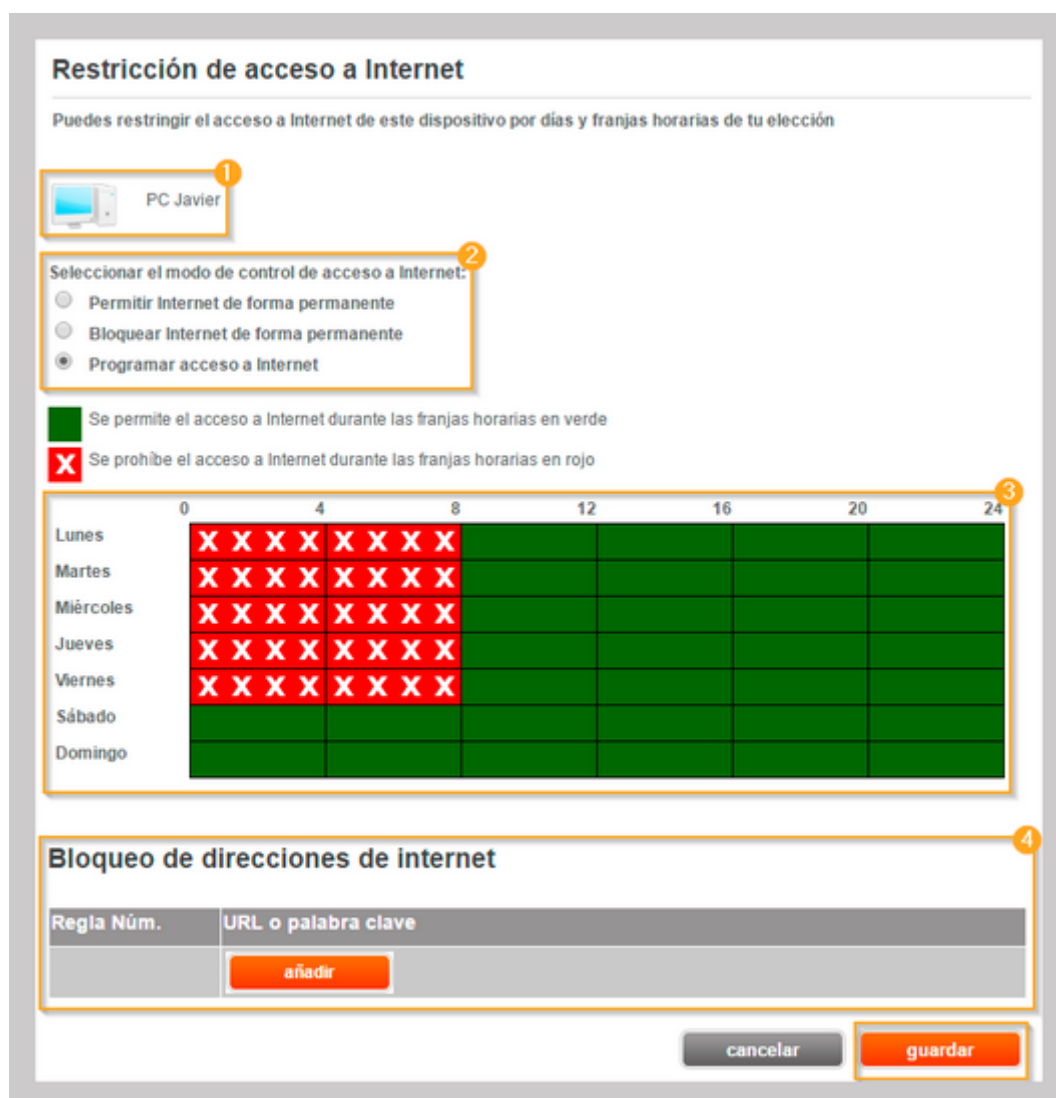 Restricción de acceso a Internet
Puedes restringir el acceso a Internet de este dispositivo por días y franjas horarias de tu elección
1
PC Javier
2
Seleccionar el modo de control de acceso a Internet:
Permitir Internet de forma permanente
Bloquear Internet de forma permanente
Programar acceso a Internet
Se permite el acceso a Internet durante las franjas horarias en verde
X Se prohíbe el acceso a Internet durante las franjas horarias en rojo
3
0 4 8 12 16 20 24
Lunes X X X X X X X X
Martes X X X X X X X X
Mièrcoles X X X X X X X X
Jueves X X X X X X X X
Viernes X X X X X X X X
Sábado
Domingo
4
Bloqueo de direcciones de internet
Regla Núm. URL o palabra clave
añadir
cancelar guardar